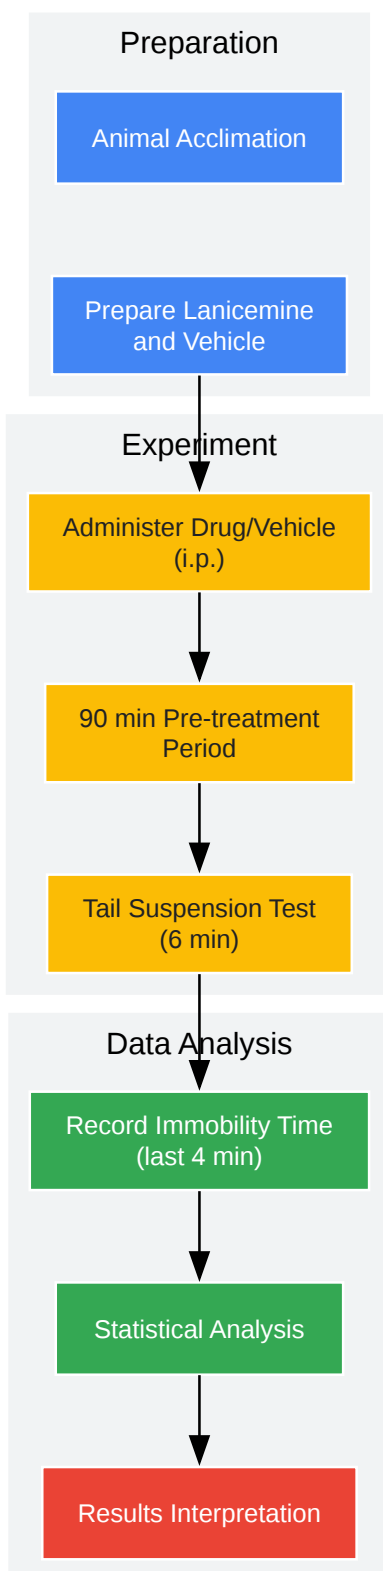 Preparation
Animal Acclimation
Prepare Lanicemine
and Vehicle
Experiment
Administer Drug/Vehicle
(i.p.)
90 min Pre-treatment
Period
Tail Suspension Test
(6 min)
Data Analysis
Record Immobility Time
(last 4 min)
Statistical Analysis
Results Interpretation